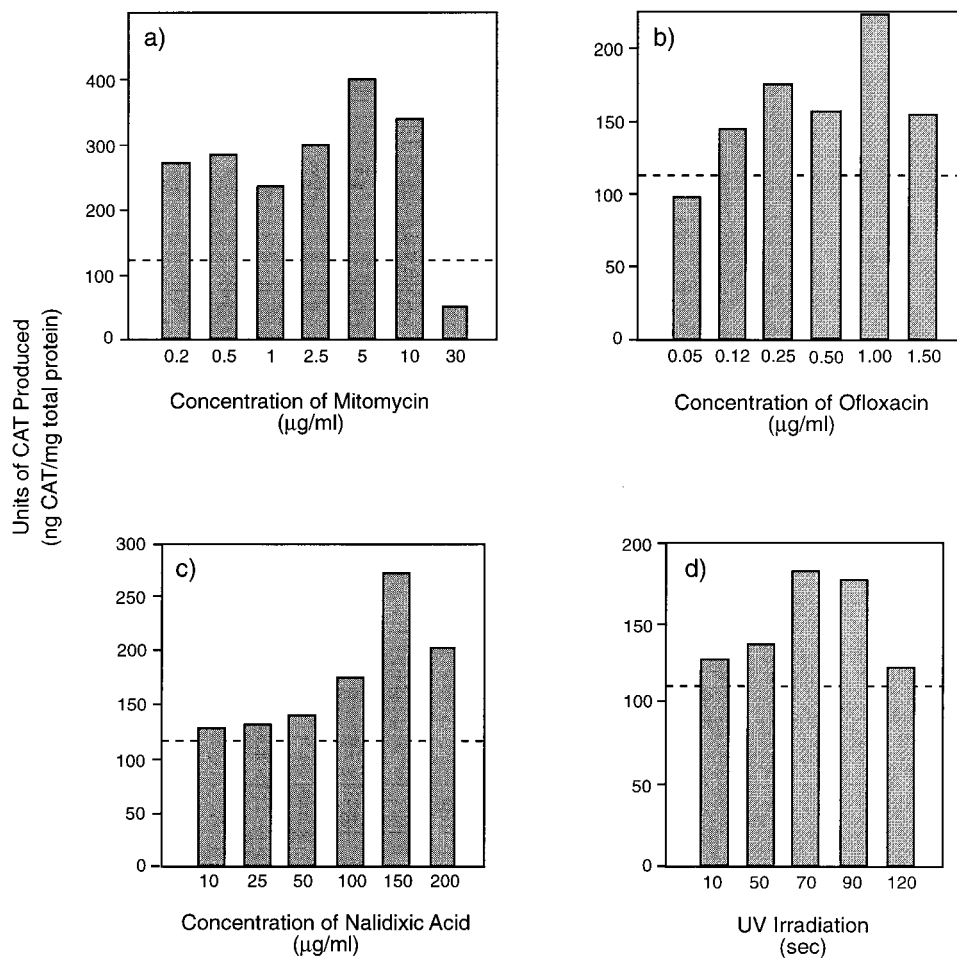 Units of CAT Produced
(ng CAT/mg total protein)
a)
400
300
200
100
0
0.2 0.5 1 2.5 5 10 30
Concentration of Mitomycin
(µg/ml)
b)
200
150
100
50
0
0.05 0.12 0.25 0.50 1.00 1.50
Concentration of Ofloxacin
(µg/ml)
c)
300
250
200
150
100
50
0
10 25 50 100 150 200
Concentration of Nalidixic Acid
(µg/ml)
d)
200
150
100
50
0
10 50 70 90 120
UV Irradiation
(sec)